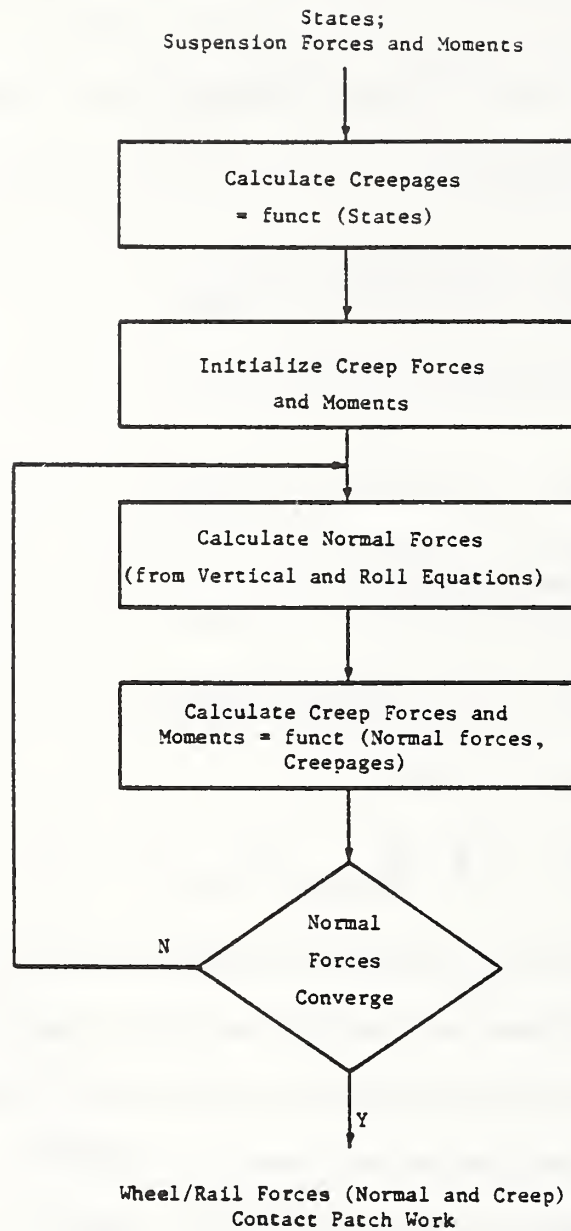 States;
Suspension Forces and Moments
Calculate Creepages
= funct (States)
Initialize Creep Forces
and Moments
Calculate Normal Forces
(from Vertical and Roll Equations)
Calculate Creep Forces and
Moments = funct (Normal forces,
Creepages)
Normal
Forces
Converge
N
Y
Wheel/Rail Forces (Normal and Creep)
Contact Patch Work